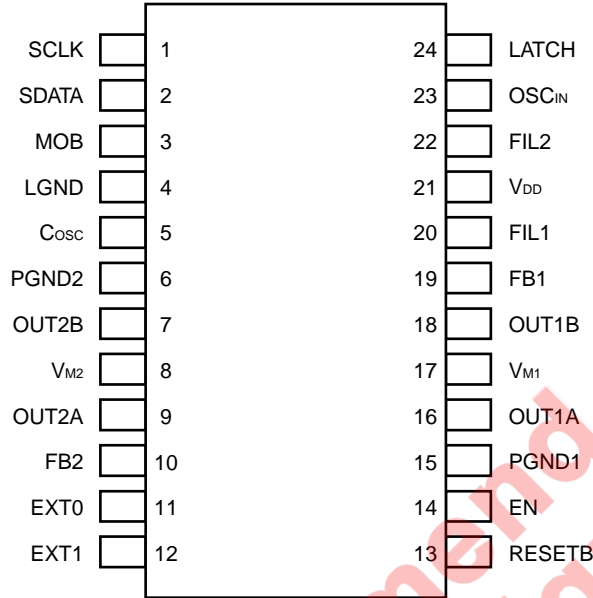 SCLK 1 24 LATCH
SDATA 2 23 OSCIN
MOB 3 22 FIL2
LGND 4 21 VDD
COSC 5 20 FIL1
PGND2 6 19 FB1
OUT2B 7 18 OUT1B
VM2 8 17 VM1
OUT2A 9 16 OUT1A
FB2 10 15 PGND1
EXT0 11 14 EN
EXT1 12 13 RESETB